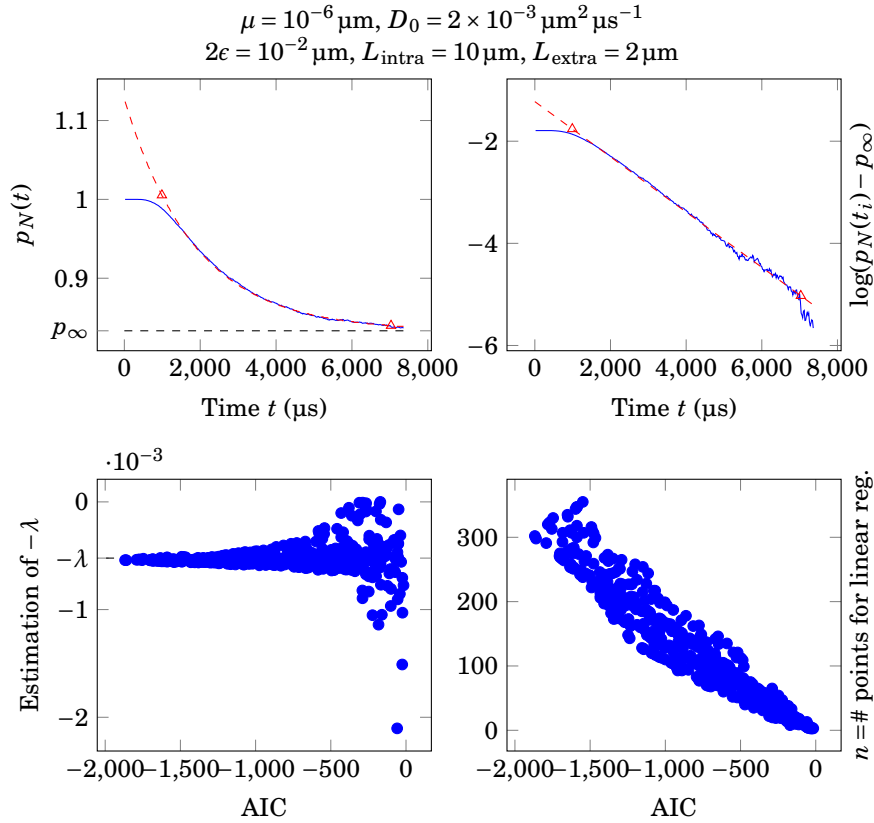 μ = 10⁻⁶ μm, D₀ = 2 × 10⁻³ μm² μs⁻¹
2ϵ = 10⁻² μm, L_intra = 10 μm, L_extra = 2 μm
p_N(t)
1.1
1
0.9
p_∞
0 2,000 4,000 6,000 8,000
Time t (μs)
−2
−4
−6
0 2,000 4,000 6,000 8,000
Time t (μs)
log(p_N(t_i) − p_∞)
·10⁻³
Estimation of −λ
0
−λ
−1
−2
−2,000 −1,500 −1,000 −500 0
AIC
300
200
100
0
−2,000 −1,500 −1,000 −500 0
AIC
n = # points for linear reg.